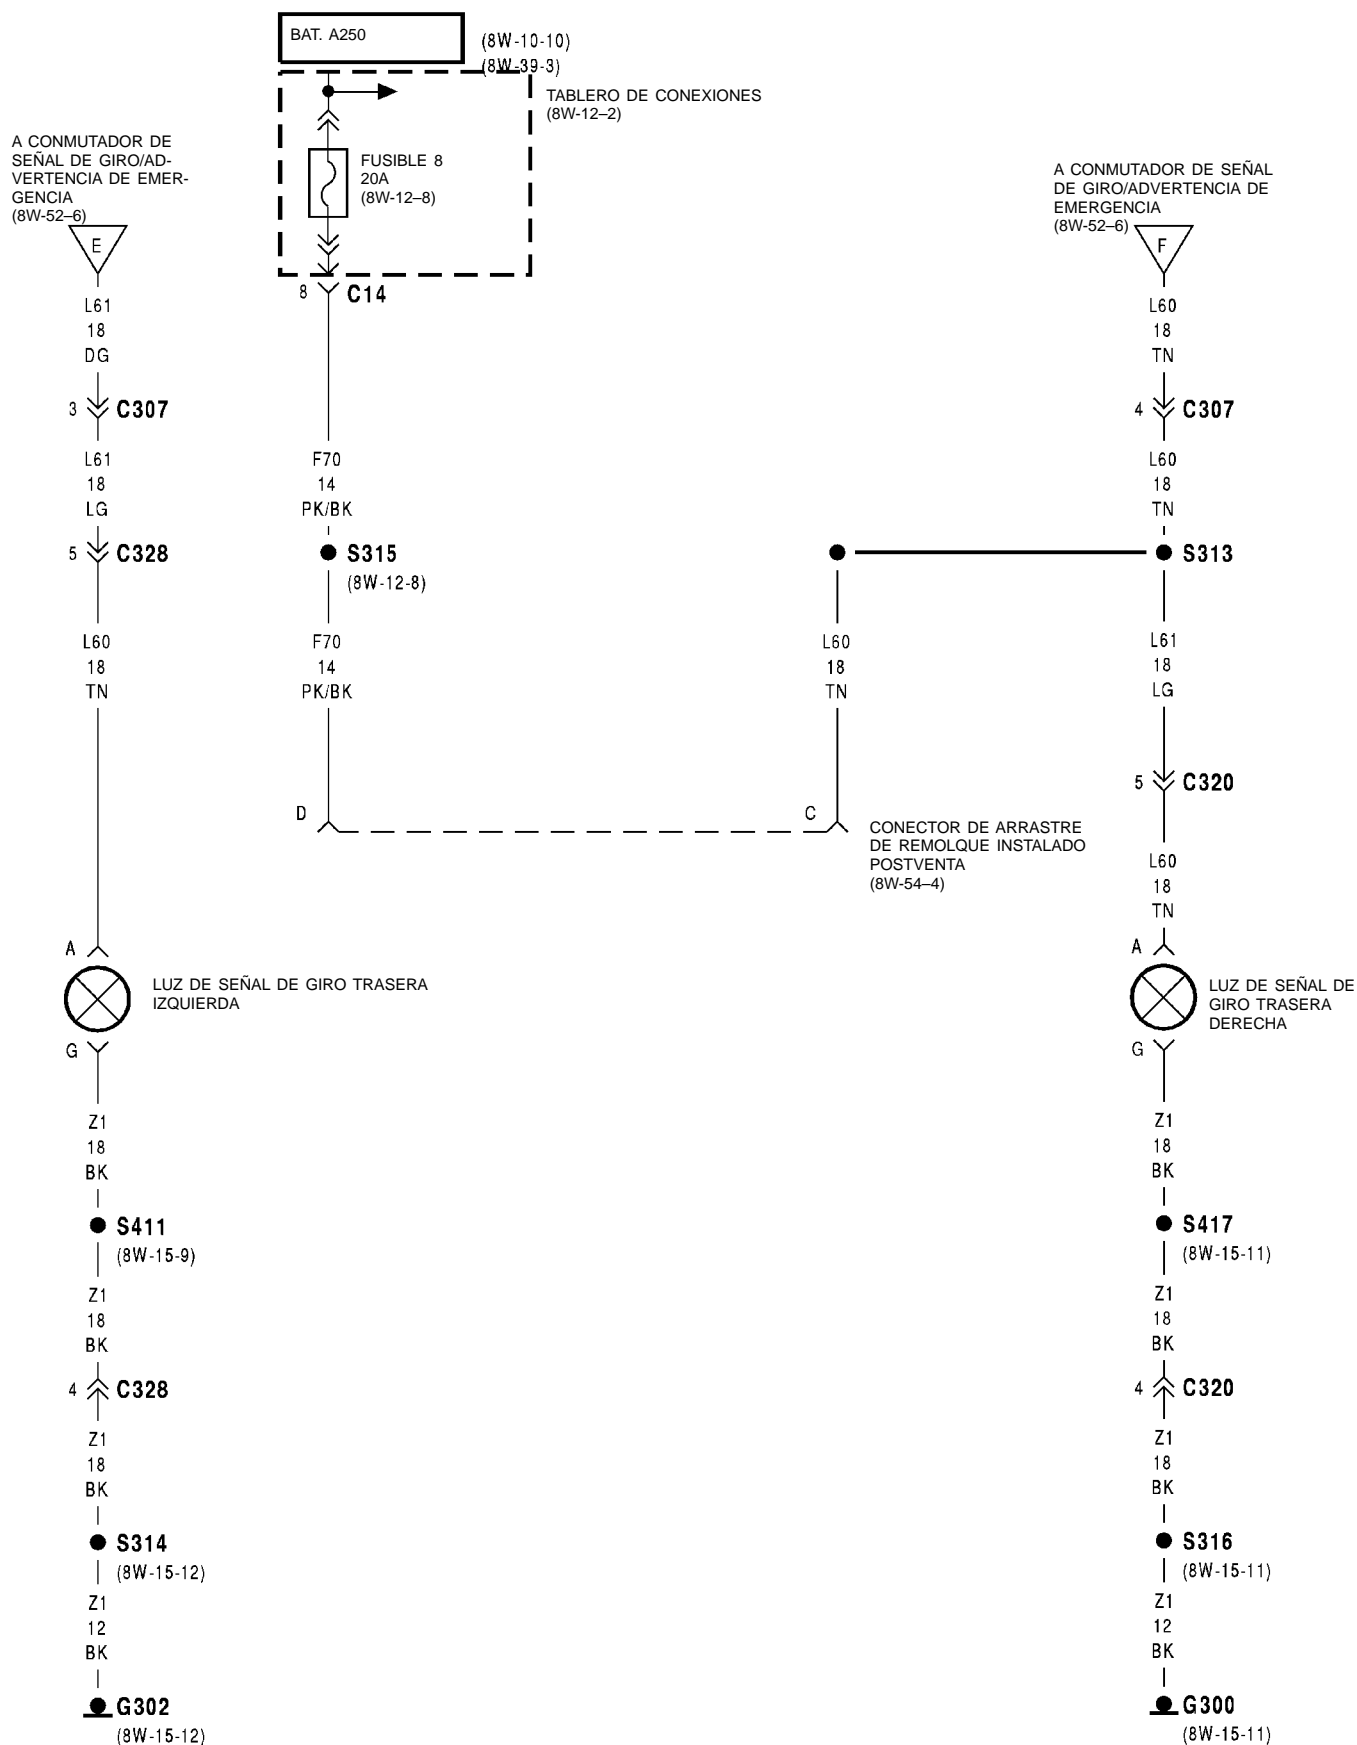 BAT. A250
(8W-10-10)
(8W-39-3)
TABLERO DE CONEXIONES
(8W-12–2)
FUSIBLE 8
20A
(8W-12–8)
8
C14
F70
14
PK/BK
S315
(8W-12-8)
F70
14
PK/BK
D
A CONMUTADOR DE
SEÑAL DE GIRO/AD-
VERTENCIA DE EMER-
GENCIA
(8W-52–6)
E
L61
18
DG
3
C307
L61
18
LG
5
C328
L60
18
TN
A
LUZ DE SEÑAL DE GIRO TRASERA
IZQUIERDA
G
Z1
18
BK
S411
(8W-15-9)
Z1
18
BK
4
C328
Z1
18
BK
S314
(8W-15-12)
Z1
12
BK
G302
(8W-15-12)
L60
18
TN
C
CONECTOR DE ARRASTRE
DE REMOLQUE INSTALADO
POSTVENTA
(8W-54–4)
A CONMUTADOR DE SEÑAL
DE GIRO/ADVERTENCIA DE
EMERGENCIA
(8W-52–6)
F
L60
18
TN
4
C307
L60
18
TN
S313
L61
18
LG
5
C320
L60
18
TN
A
LUZ DE SEÑAL DE
GIRO TRASERA
DERECHA
G
Z1
18
BK
S417
(8W-15-11)
Z1
18
BK
4
C320
Z1
18
BK
S316
(8W-15-11)
Z1
12
BK
G300
(8W-15-11)